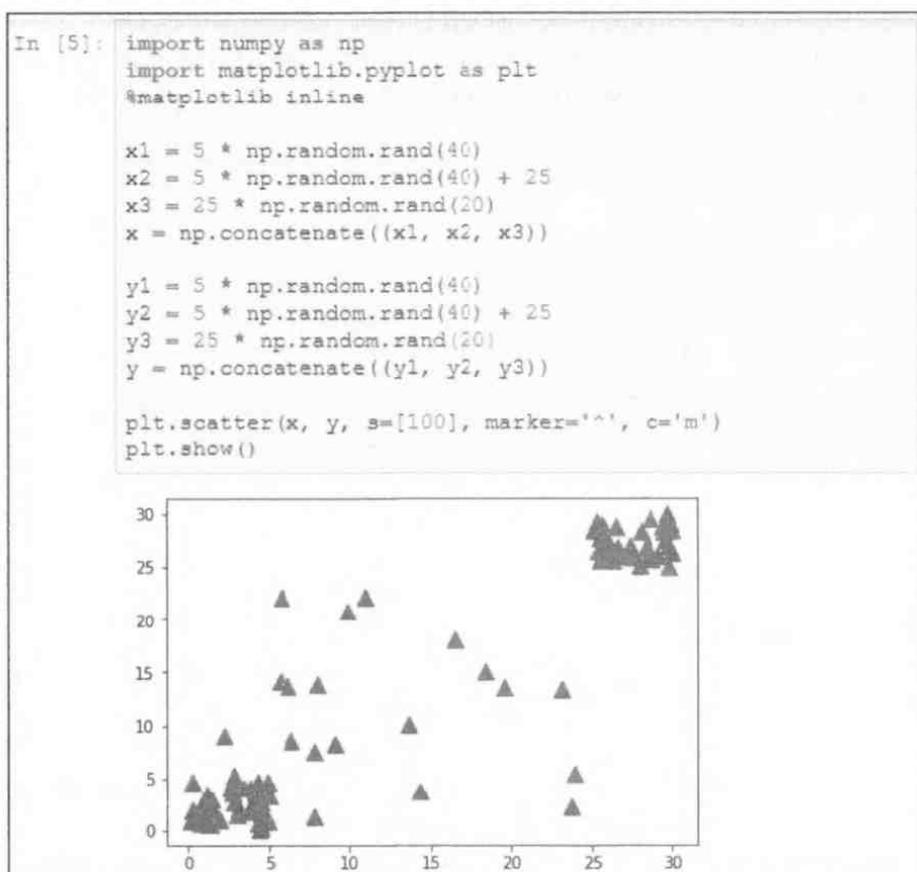 In [5]: import numpy as np
import matplotlib.pyplot as plt
%matplotlib inline
x1 = 5 * np.random.rand(40)
x2 = 5 * np.random.rand(40) + 25
x3 = 25 * np.random.rand(20)
x = np.concatenate((x1, x2, x3))
y1 = 5 * np.random.rand(40)
y2 = 5 * np.random.rand(40) + 25
y3 = 25 * np.random.rand(20)
y = np.concatenate((y1, y2, y3))
plt.scatter(x, y, s=[100], marker='^', c='m')
plt.show()
30
25
20
15
10
5
0
0 5 10 15 20 25 30